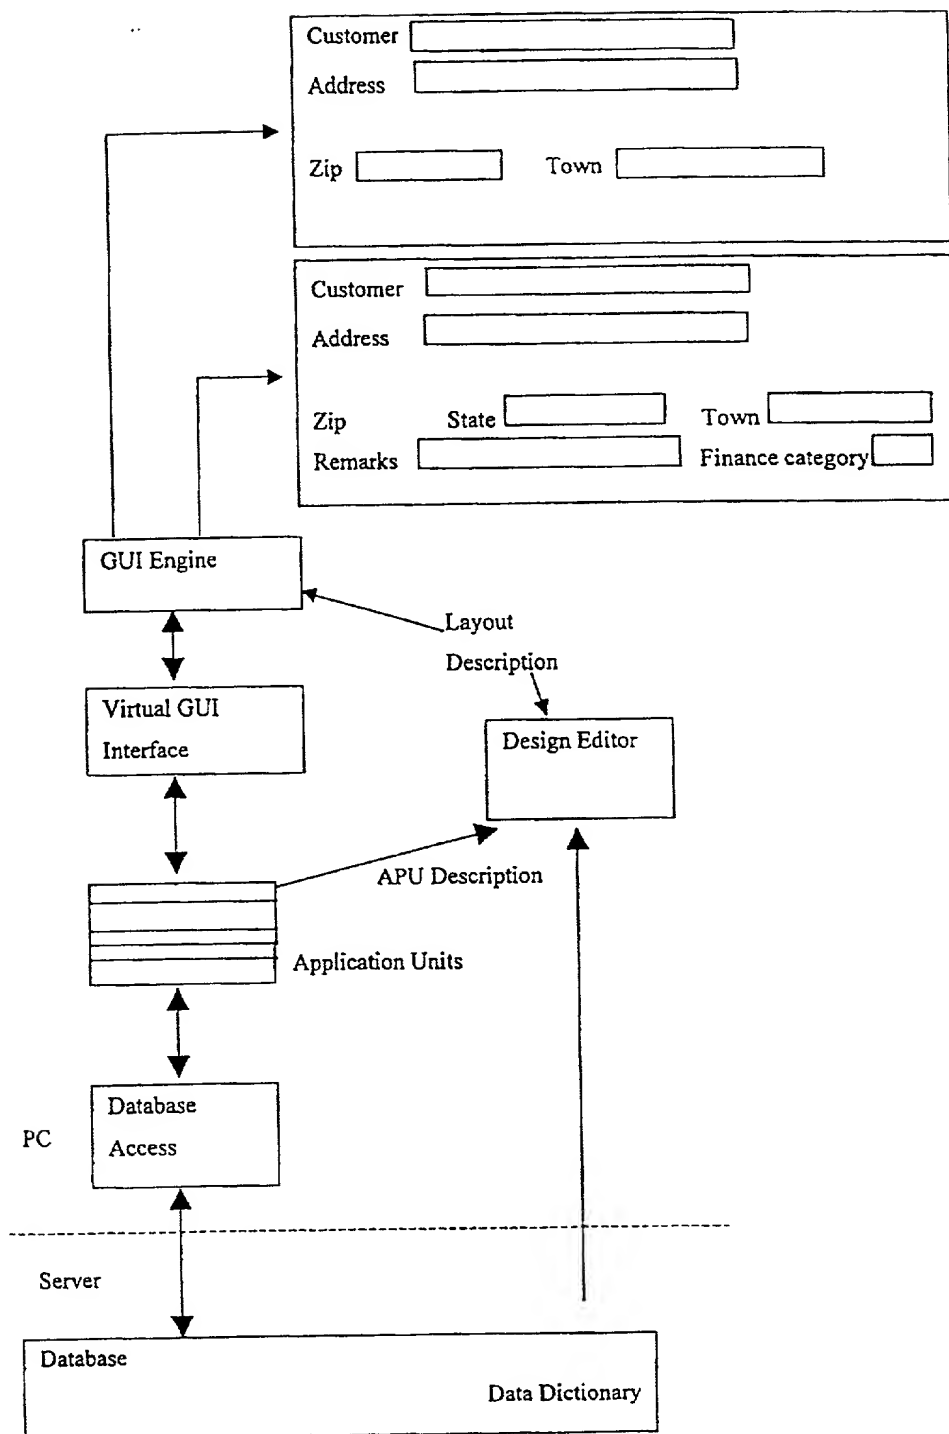 Customer
Address
Zip Town
Customer
Address
Zip State Town
Remarks Finance category
GUI Engine
Layout
Description
Virtual GUI
Interface
Design Editor
APU Description
Application Units
Database
Access
PC
Server
Database
Data Dictionary